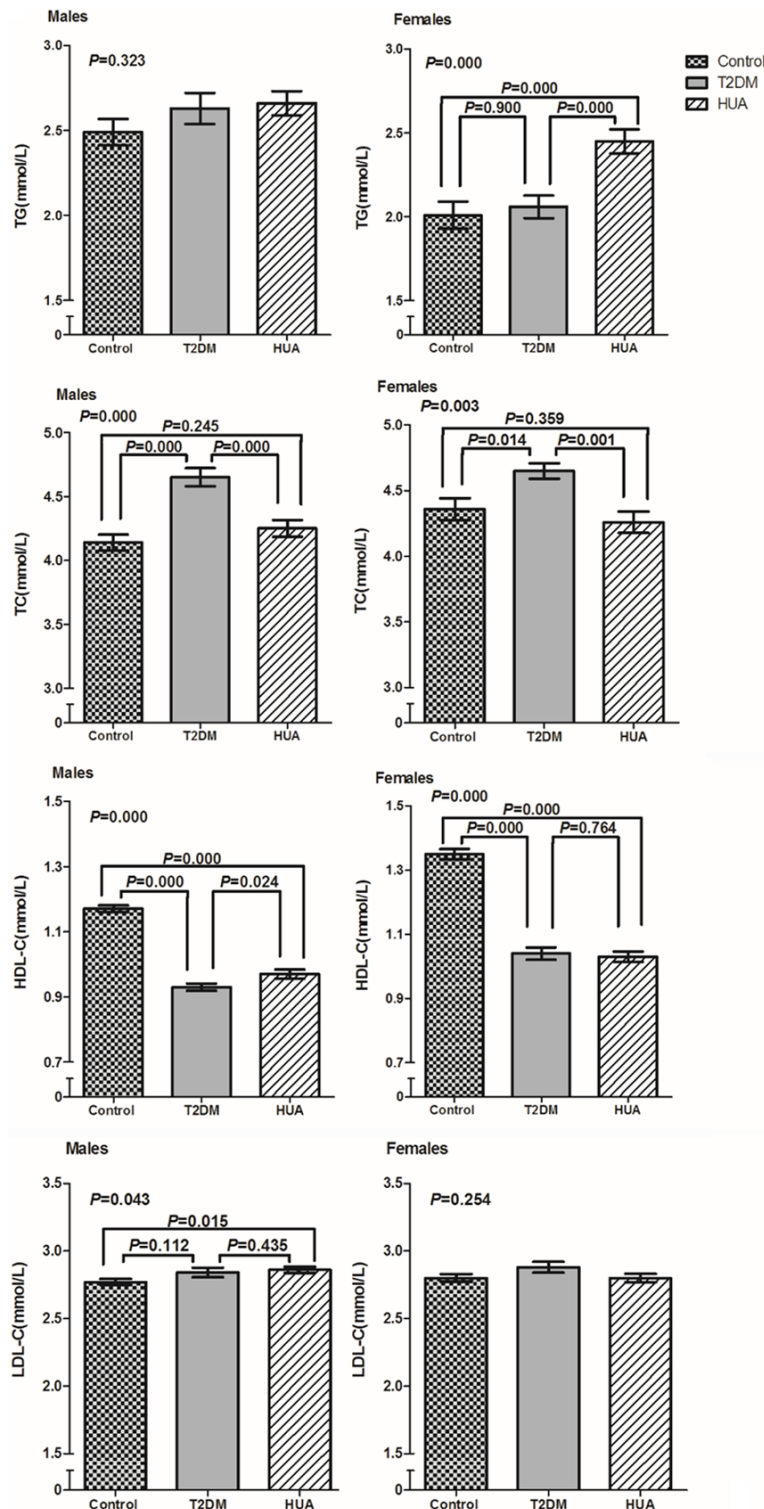 Males
P=0.323
TG(mmol/L)
3.0
2.5
2.0
1.5
0
Control
T2DM
HUA
Females
P=0.000
P=0.000
P=0.900
P=0.000
TG(mmol/L)
3.0
2.5
2.0
1.5
0
Control
T2DM
HUA
Control
T2DM
HUA
Males
P=0.000
P=0.245
P=0.000
P=0.000
TC(mmol/L)
5.0
4.5
4.0
3.5
3.0
0
Control
T2DM
HUA
Females
P=0.003
P=0.359
P=0.014
P=0.001
TC(mmol/L)
5.0
4.5
4.0
3.5
3.0
0
Control
T2DM
HUA
Males
P=0.000
P=0.000
P=0.000
P=0.024
HDL-C(mmol/L)
1.5
1.3
1.1
0.9
0.7
0
Control
T2DM
HUA
Females
P=0.000
P=0.000
P=0.000
P=0.764
HDL-C(mmol/L)
1.5
1.3
1.1
0.9
0.7
0
Control
T2DM
HUA
Males
P=0.043
P=0.015
P=0.112
P=0.435
LDL-C(mmol/L)
3.5
3.0
2.5
2.0
1.5
0
Control
T2DM
HUA
Females
P=0.254
LDL-C(mmol/L)
3.5
3.0
2.5
2.0
1.5
0
Control
T2DM
HUA